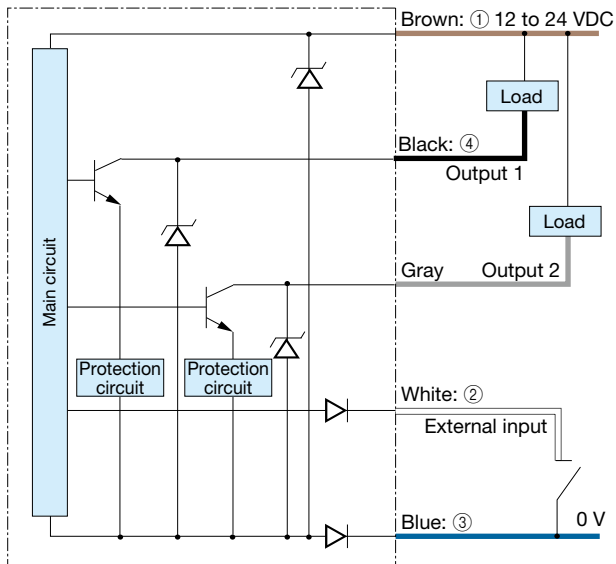 Brown: ① 12 to 24 VDC
Load
Black: ④
Output 1
Load
Main circuit
Gray Output 2
Protection
circuit
Protection
circuit
White: ②
External input
Blue: ③ 0 V